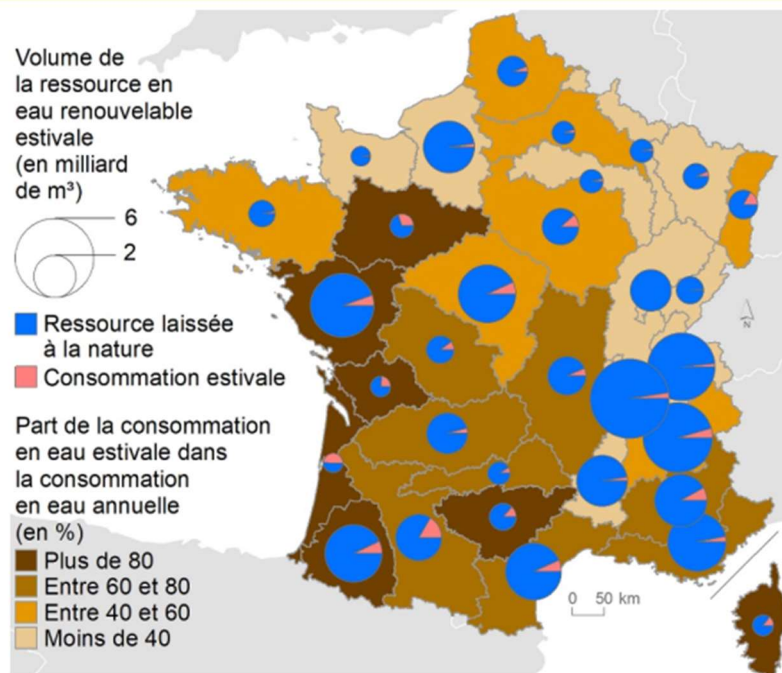 Volume de
la ressource en
eau renouvelable
estivale
(en milliard
de m³)
6
2
Ressource laissée
à la nature
Consommation estivale
Part de la consommation
en eau estivale dans
la consommation
en eau annuelle
(en %)
Plus de 80
Entre 60 et 80
Entre 40 et 60
Moins de 40
N
0 50 km